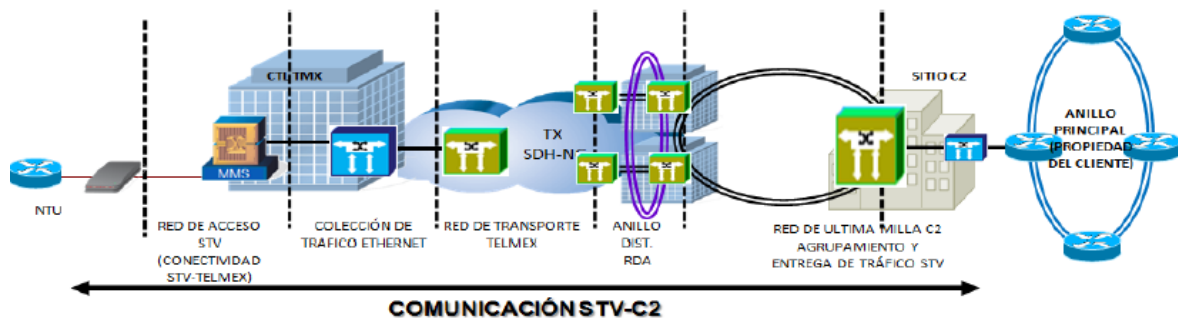 CTL TMX
SITIO C2
TX
SDH-NG
ANILLO
PRINCIPAL
(PROPIEDAD
DEL CLIENTE)
MMS
NTU
RED DE ACCESO
STV
(CONECTIVIDAD
STV-TELMEX)
COLECCIÓN DE
TRAFICO ETHERNET
RED DE TRANSPORTE
TELMEX
ANILLO
DIST.
RDA
RED DE ULTIMA MILLA C2
AGRUPAMIENTO Y
ENTREGA DE TRÁFICO STV
COMUNICACIÓN STV-C2